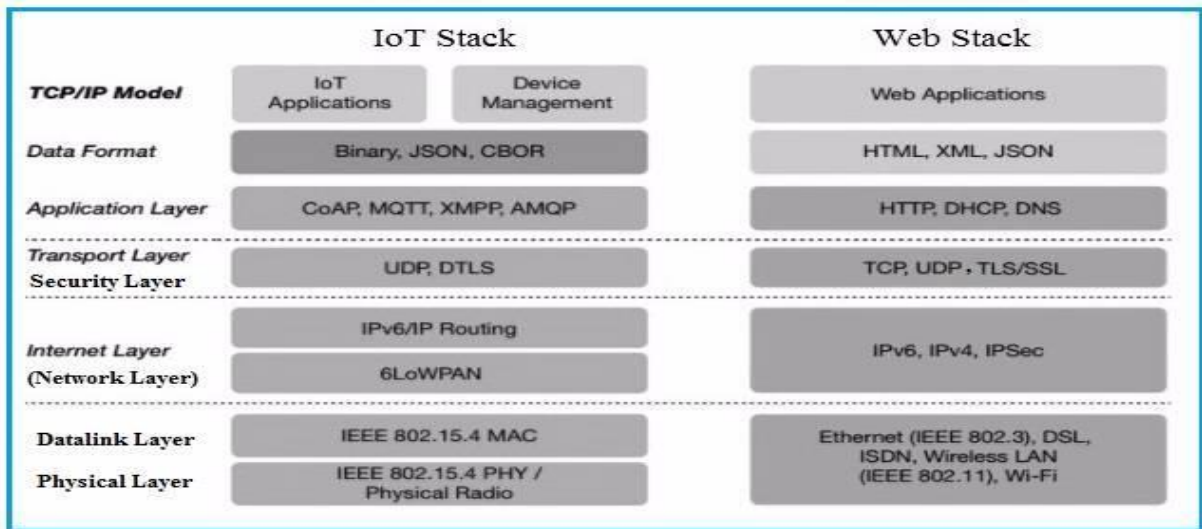 IoT Stack
Web Stack
TCP/IP Model
IoT
Applications
Device
Management
Web Applications
Data Format
Binary, JSON, CBOR
HTML, XML, JSON
Application Layer
CoAP, MQTT, XMPP, AMQP
HTTP, DHCP, DNS
Transport Layer
Security Layer
UDP, DTLS
TCP, UDP，TLS/SSL
Internet Layer
(Network Layer)
IPv6/IP Routing
6LoWPAN
IPv6, IPv4, IPSec
Datalink Layer
IEEE 802.15.4 MAC
Physical Layer
IEEE 802.15.4 PHY /
Physical Radio
Ethernet (IEEE 802.3), DSL,
ISDN, Wireless LAN
(IEEE 802.11), Wi-Fi